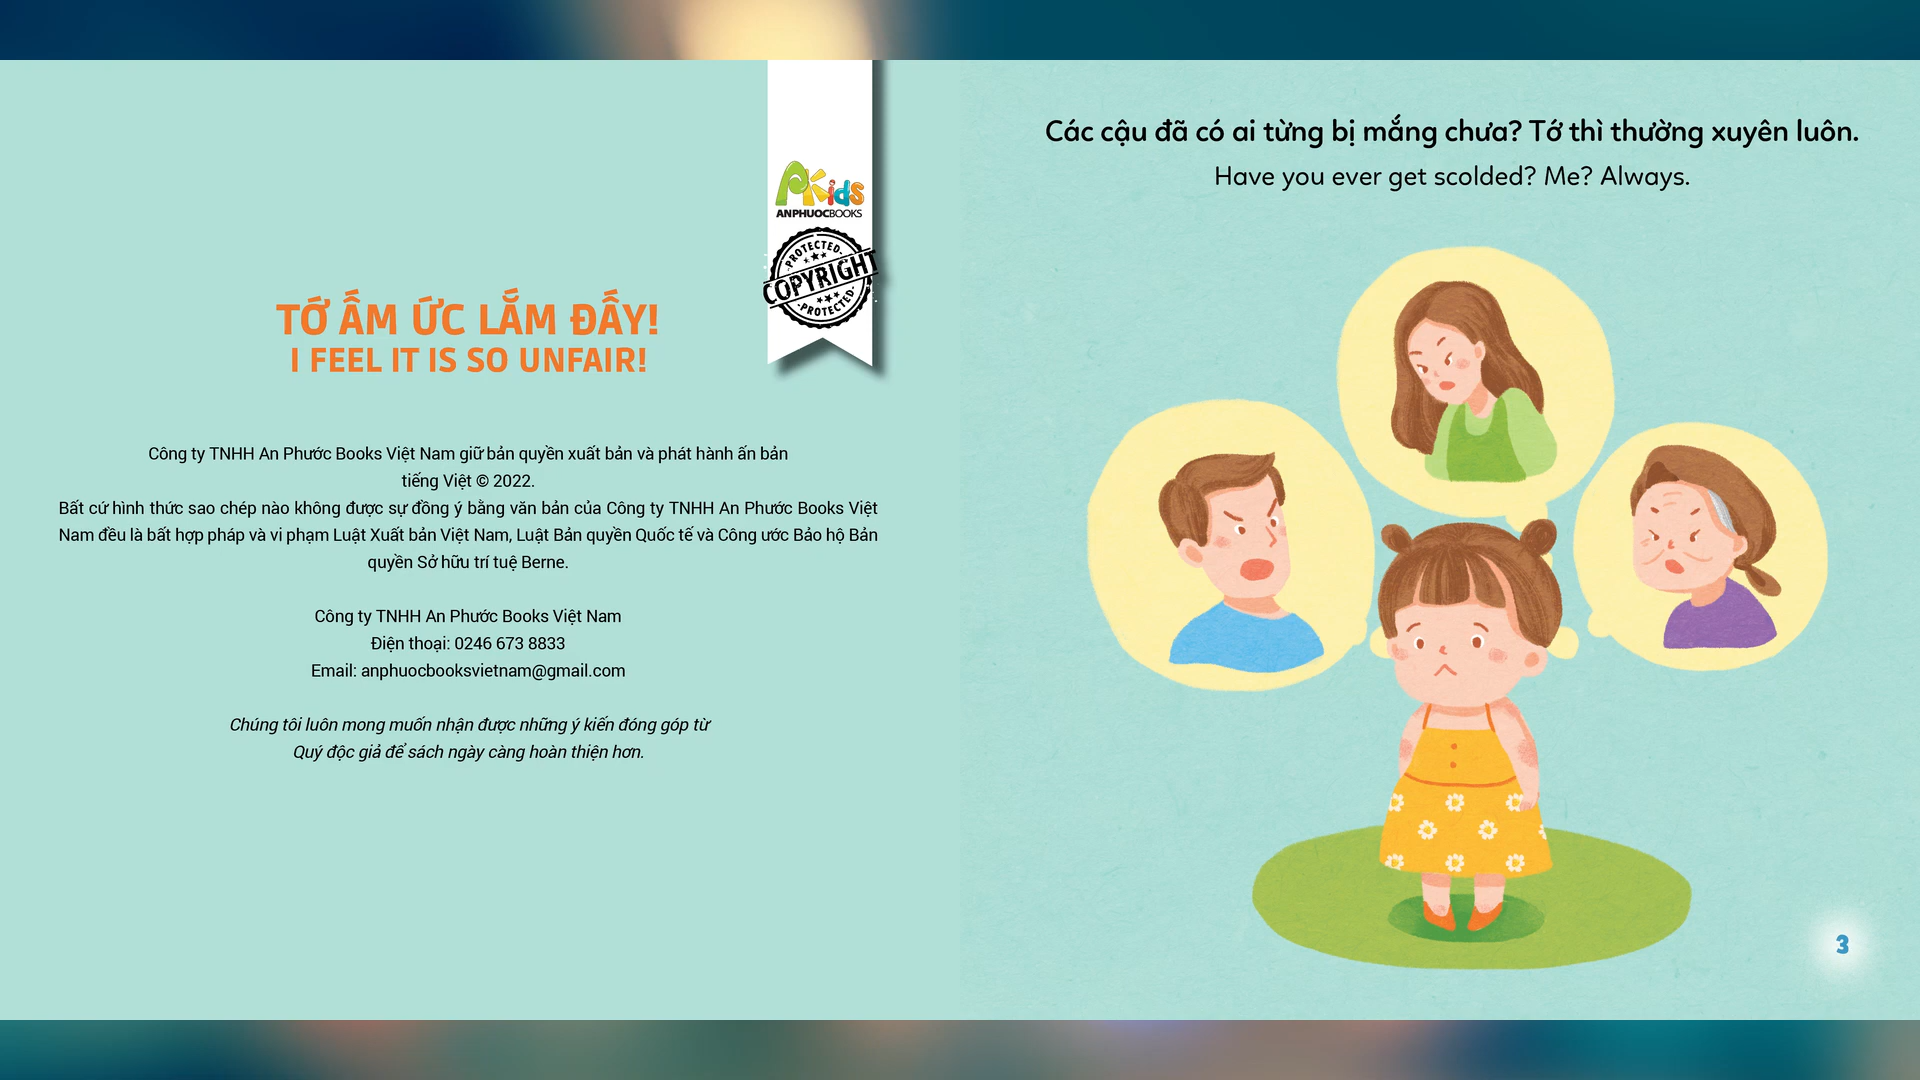 AKids
ANPHUOCBOOKS
PROTECTED
COPYRIGHT
PROTECTED
TỚ ẤM ỨC LẮM ĐẤY!
I FEEL IT IS SO UNFAIR!
Công ty TNHH An Phước Books Việt Nam giữ bản quyền xuất bản và phát hành ấn bản
tiếng Việt © 2022.
Bất cứ hình thức sao chép nào không được sự đồng ý bằng văn bản của Công ty TNHH An Phước Books Việt
Nam đều là bất hợp pháp và vi phạm Luật Xuất bản Việt Nam, Luật Bản quyền Quốc tế và Công ước Bảo hộ Bản
quyền Sở hữu trí tuệ Berne.
Công ty TNHH An Phước Books Việt Nam
Điện thoại: 0246 673 8833
Email: anphuocbooksvietnam@gmail.com
Chúng tôi luôn mong muốn nhận được những ý kiến đóng góp từ
Quý độc giả để sách ngày càng hoàn thiện hơn.
Các cậu đã có ai từng bị mắng chưa? Tớ thì thường xuyên luôn.
Have you ever get scolded? Me? Always.
3